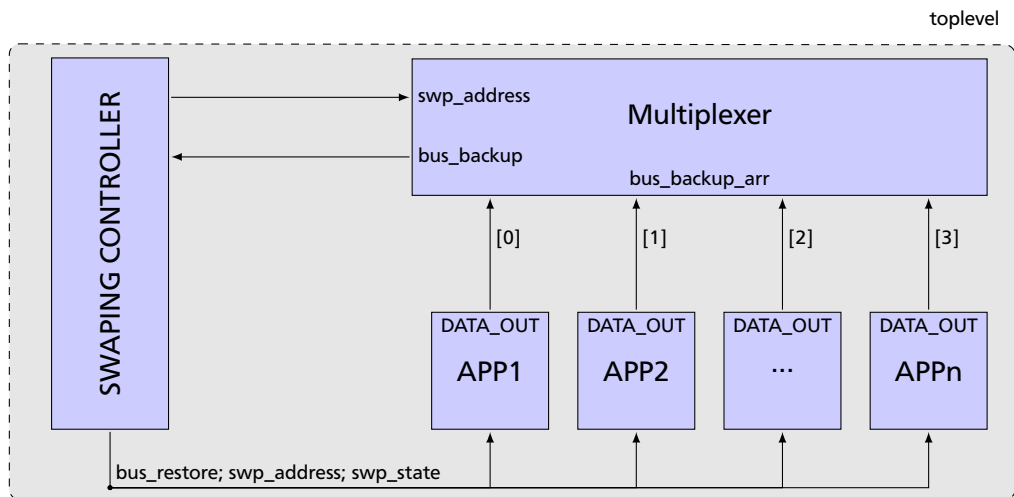 toplevel
SWAPING CONTROLLER
swp_address
Multiplexer
bus_backup
bus_backup_arr
[0]
[1]
[2]
[3]
DATA_OUT
APP1
DATA_OUT
APP2
DATA_OUT
...
DATA_OUT
APPn
bus_restore; swp_address; swp_state